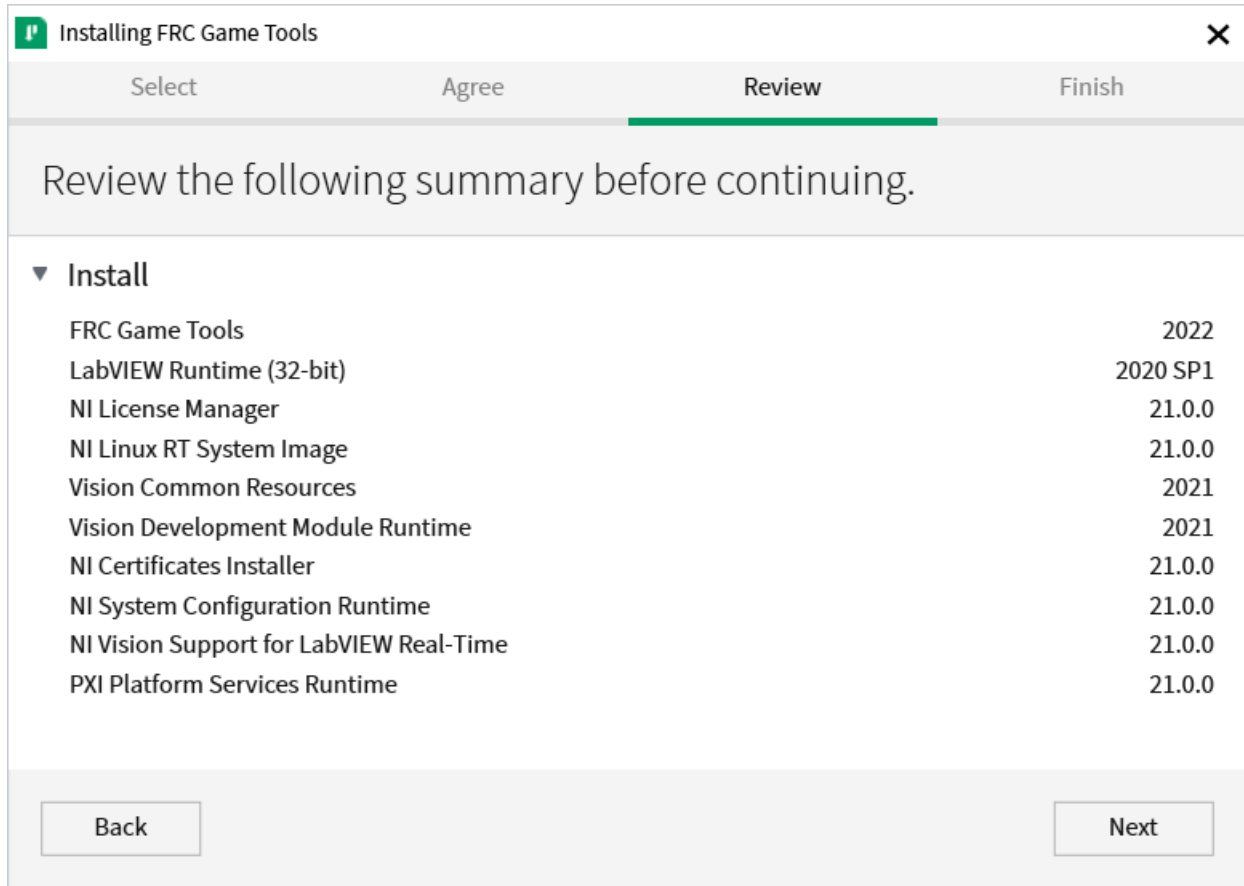 Installing FRC Game Tools
Select Agree Review Finish
Review the following summary before continuing.
Install
FRC Game Tools 2022
LabVIEW Runtime (32-bit) 2020 SP1
NI License Manager 21.0.0
NI Linux RT System Image 21.0.0
Vision Common Resources 2021
Vision Development Module Runtime 2021
NI Certificates Installer 21.0.0
NI System Configuration Runtime 21.0.0
NI Vision Support for LabVIEW Real-Time 21.0.0
PXI Platform Services Runtime 21.0.0
Back Next